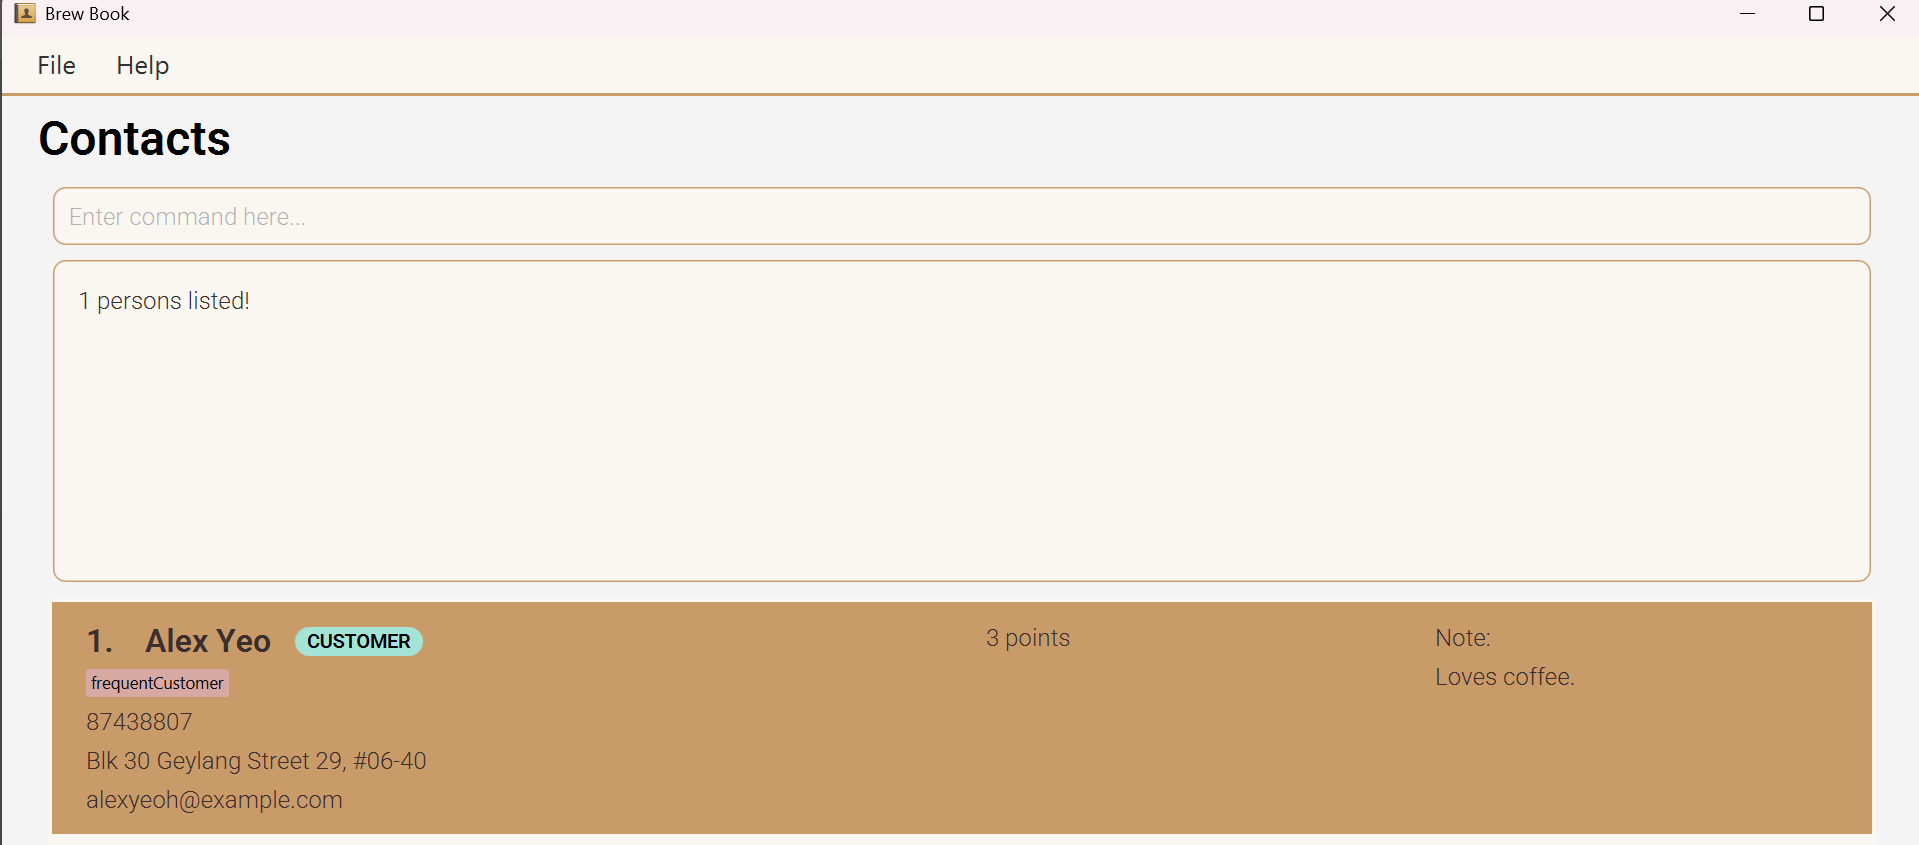 Brew Book
File Help
Contacts
Enter command here...
1 persons listed!
1. Alex Yeo CUSTOMER 3 points Note:
frequentCustomer Loves coffee.
87438807
Blk 30 Geylang Street 29, #06-40
alexyeoh@example.com